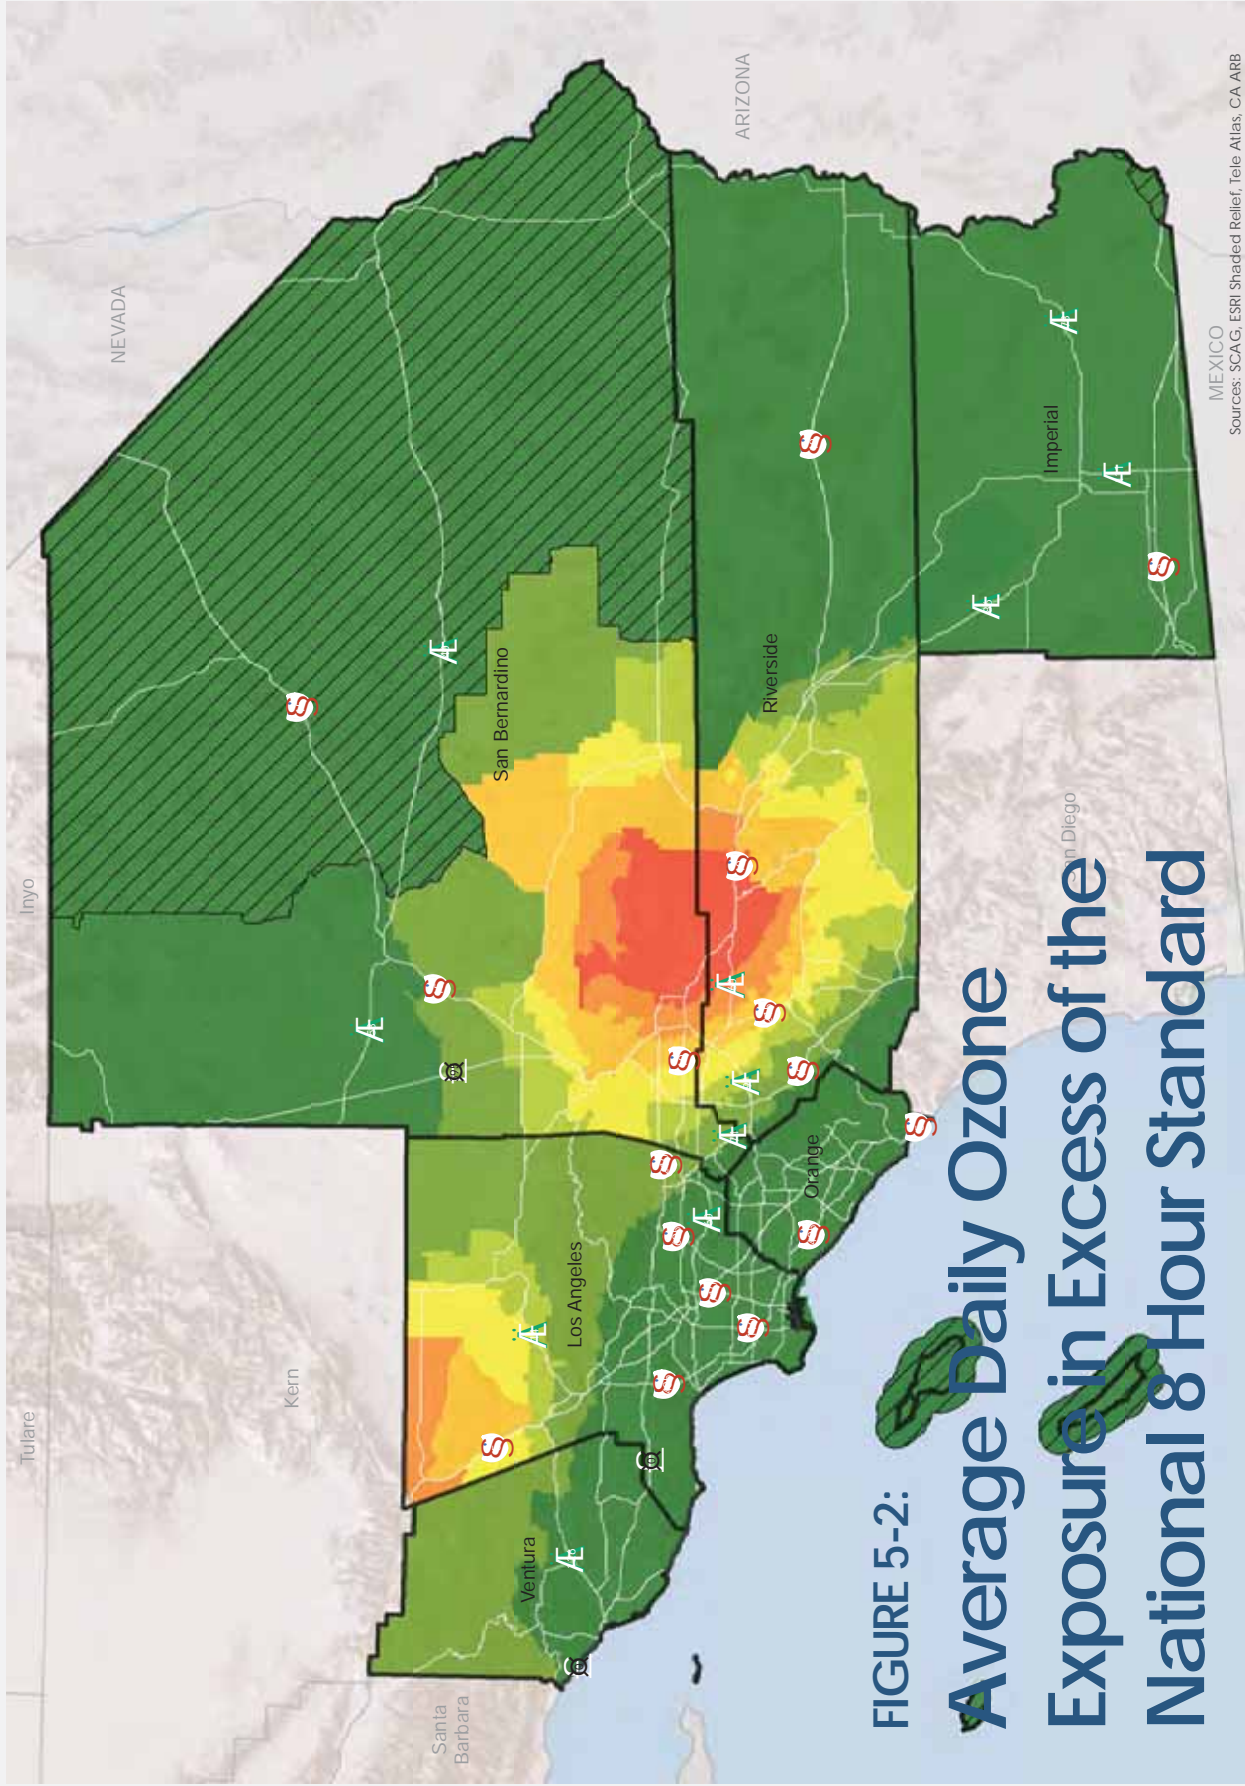 FIGURE 5-2:
Average Daily Ozone
Exposure in Excess of the
National 8 Hour Standard
Santa
Barbara
Tulare
Kern
Inyo
NEVADA
ARIZONA
MEXICO
Ventura
Los Angeles
Orange
San Bernardino
Riverside
Imperial
Diego
Sources: SCAG, ESRI Shaded Relief, Tele Atlas, CA ARB